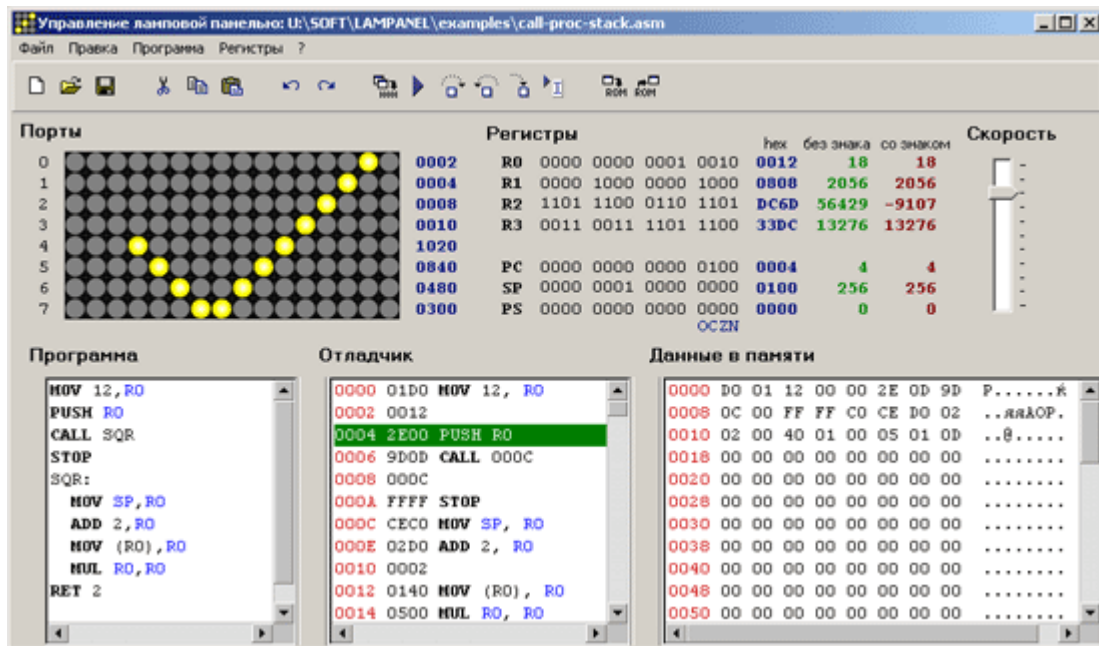 Управление ламповой панелью: U:\SOFT\LAMPANEL\examples\call-proc-stack.asm
Файл Правка Программа Регистры ?
ROM ROM
Порты
Регистры
hex без знака со знаком
Скорость
0 0002 R0 0000 0000 0001 0010 0012 18 18
1 0004 R1 0000 1000 0000 1000 0808 2056 2056
2 0008 R2 1101 1100 0110 1101 DC6D 56429 -9107
3 0010 R3 0011 0011 1101 1100 33DC 13276 13276
4 1020
5 0840 PC 0000 0000 0000 0100 0004 4 4
6 0480 SP 0000 0001 0000 0000 0100 256 256
7 0300 PS 0000 0000 0000 0000 0000 0 0
OCZN
Программа
MOV 12,R0
PUSH R0
CALL SQR
STOP
SQR:
MOV SP,R0
ADD 2,R0
MOV (R0),R0
MUL R0,R0
RET 2
Отладчик
0000 01D0 MOV 12, R0
0002 0012
0004 2E00 PUSH R0
0006 9D0D CALL 000C
0008 000C
000A FFFF STOP
000C CEC0 MOV SP, R0
000E 02D0 ADD 2, R0
0010 0002
0012 0140 MOV (R0), R0
0014 0500 MUL R0, R0
Данные в памяти
0000 D0 01 12 00 00 2E 0D 9D Р......ќ
0008 0C 00 FF FF C0 CE D0 02 ..яяАОР.
0010 02 00 40 01 00 05 01 0D ..@.....
0018 00 00 00 00 00 00 00 00 ........
0020 00 00 00 00 00 00 00 00 ........
0028 00 00 00 00 00 00 00 00 ........
0030 00 00 00 00 00 00 00 00 ........
0038 00 00 00 00 00 00 00 00 ........
0040 00 00 00 00 00 00 00 00 ........
0048 00 00 00 00 00 00 00 00 ........
0050 00 00 00 00 00 00 00 00 ........